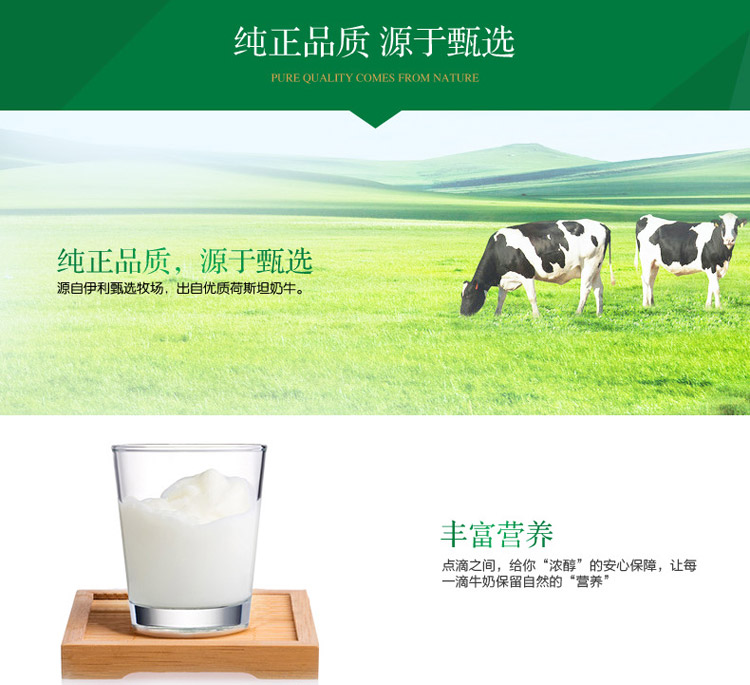 纯正品质 源于甄选
PURE QUALITY COMES FROM NATURE
纯正品质，源于甄选
源自伊利甄选牧场，出自优质荷斯坦奶牛。
丰富营养
点滴之间，给你“浓醇”的安心保障，让每
一滴牛奶保留自然的“营养”